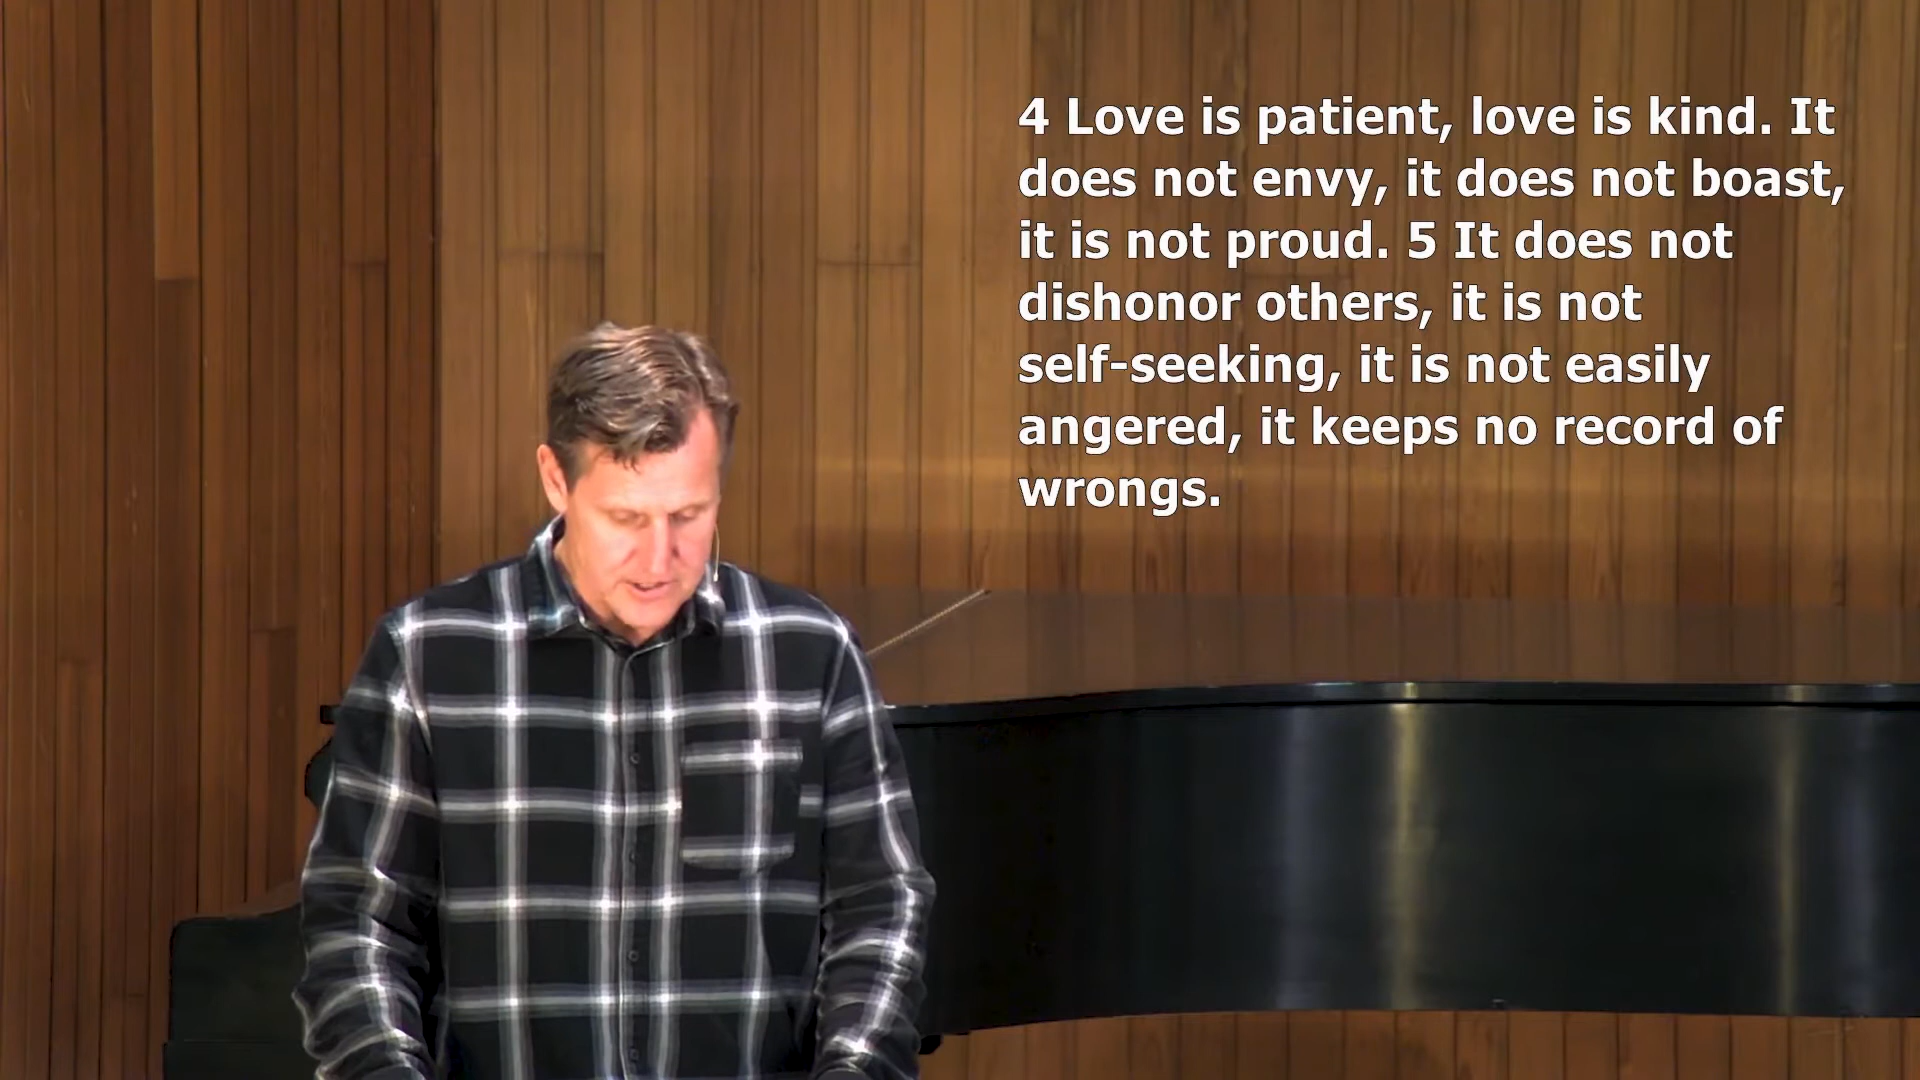 4 Love is patient, love is kind. It
does not envy, it does not boast,
it is not proud. 5 It does not
dishonor others, it is not
self-seeking, it is not easily
angered, it keeps no record of
wrongs.